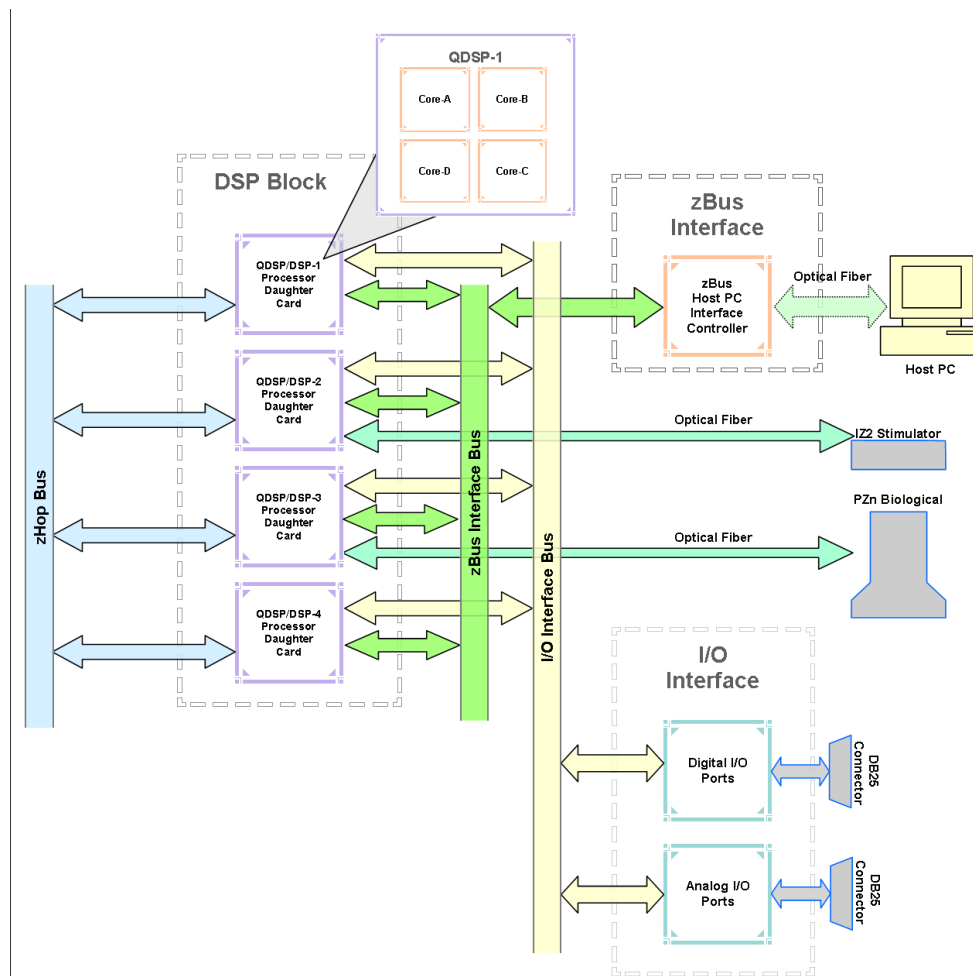 QDSP-1
Core-A
Core-B
Core-D
Core-C
DSP Block
zBus
Interface
QDSP/DSP-1
Processor
Daughter
Card
zBus
Host PC
Interface
Controller
Optical Fiber
Host PC
QDSP/DSP-2
Processor
Daughter
Card
Optical Fiber
IZ2 Stimulator
QDSP/DSP-3
Processor
Daughter
Card
Optical Fiber
PZn Biological
QDSP/DSP-4
Processor
Daughter
Card
zHop Bus
zBus Interface Bus
I/O Interface Bus
I/O
Interface
Digital I/O
Ports
DB25
Connector
Analog I/O
Ports
DB25
Connector